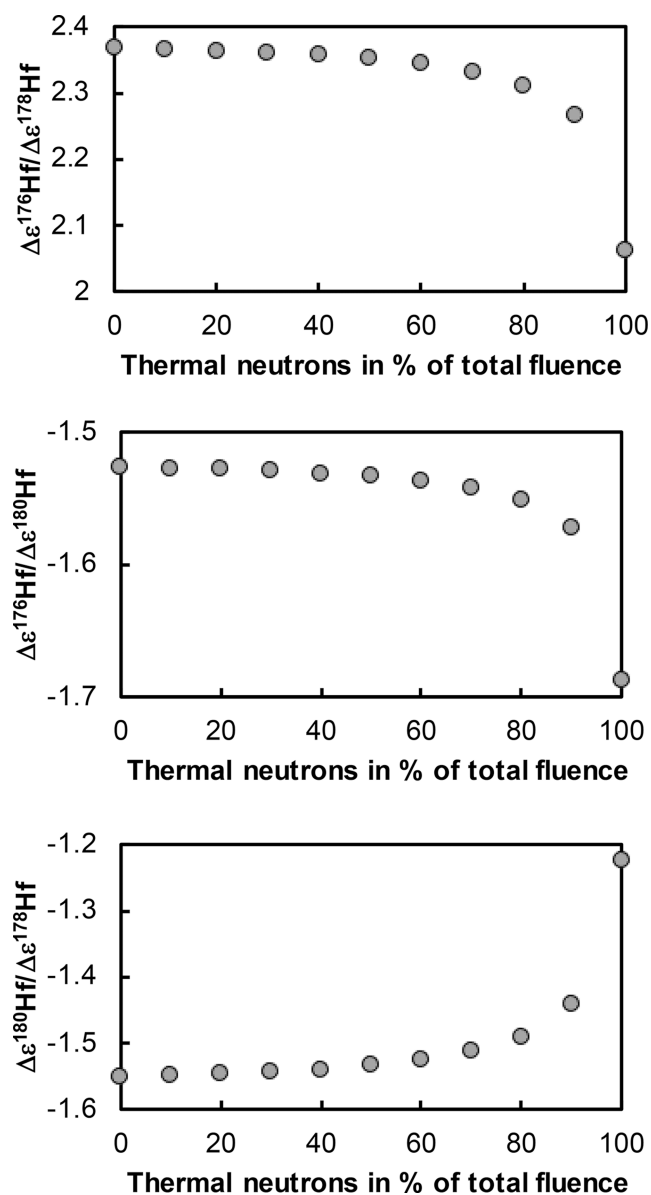 Δε¹⁷⁶Hf/Δε¹⁷⁸Hf
2.4
2.3
2.2
2.1
2
0 20 40 60 80 100
Thermal neutrons in % of total fluence
Δε¹⁷⁶Hf/Δε¹⁸⁰Hf
-1.5
-1.6
-1.7
0 20 40 60 80 100
Thermal neutrons in % of total fluence
Δε¹⁸⁰Hf/Δε¹⁷⁸Hf
-1.2
-1.3
-1.4
-1.5
-1.6
0 20 40 60 80 100
Thermal neutrons in % of total fluence